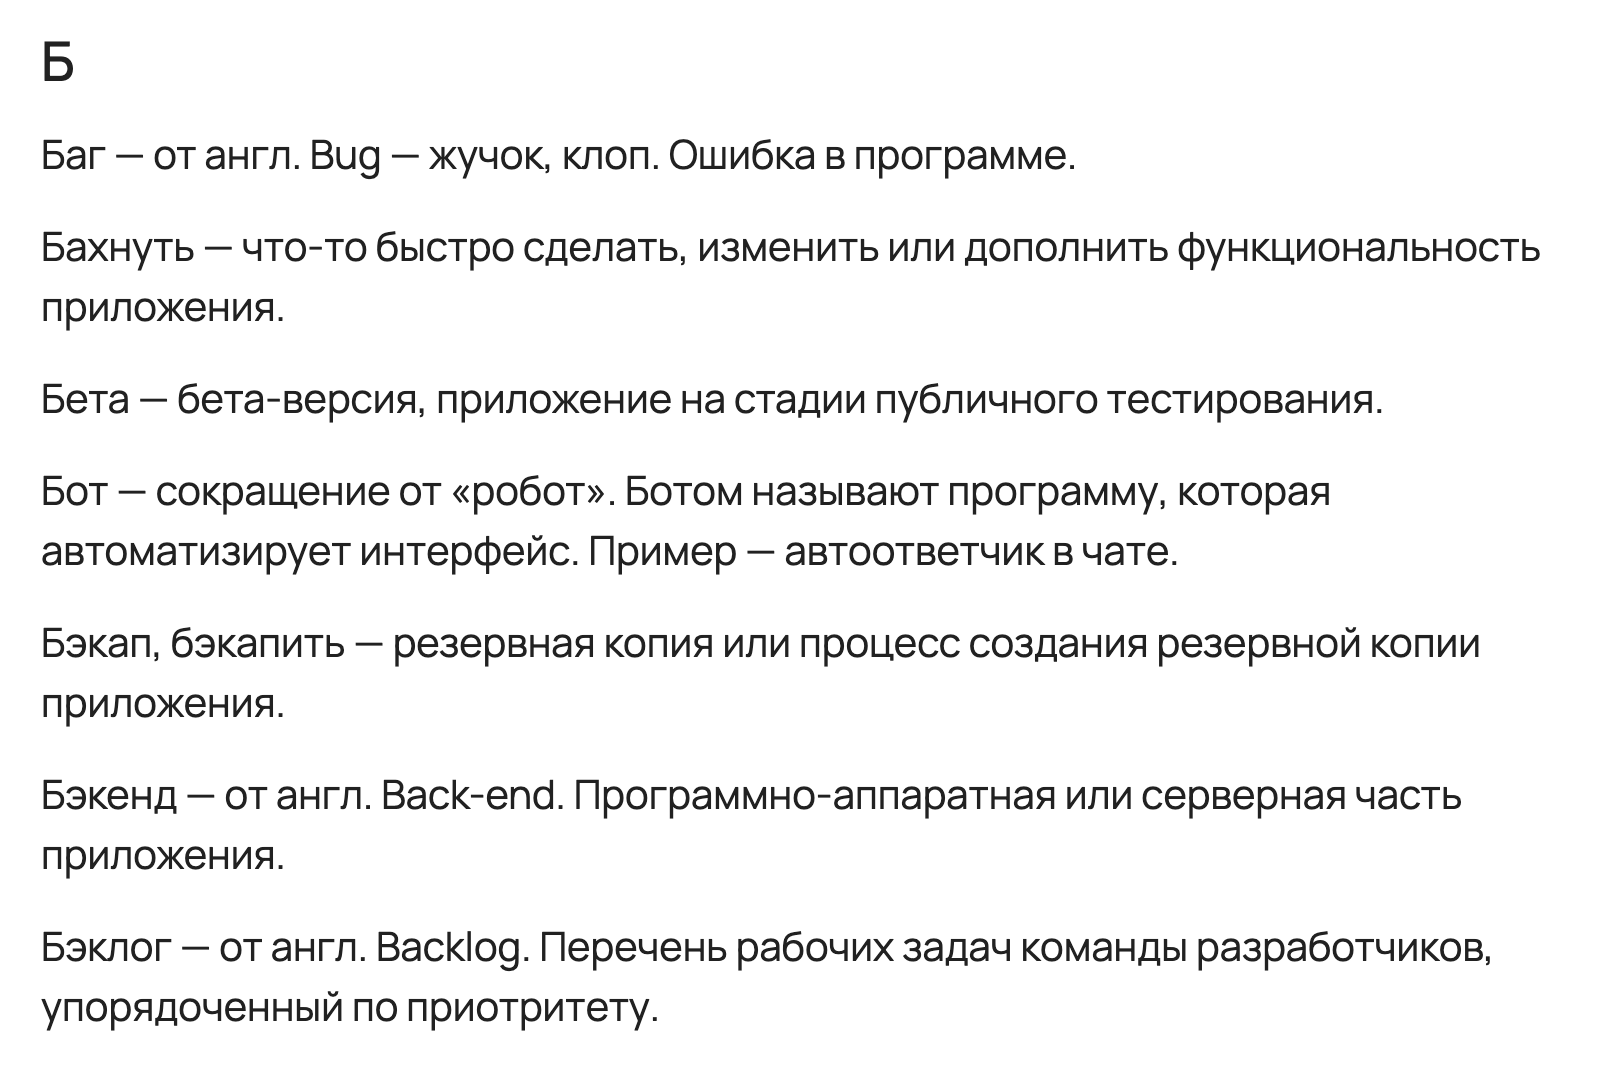 Б
Баг — от англ. Bug — жучок, клоп. Ошибка в программе.
Бахнуть — что-то быстро сделать, изменить или дополнить функциональность
приложения.
Бета — бета-версия, приложение на стадии публичного тестирования.
Бот — сокращение от «робот». Ботом называют программу, которая
автоматизирует интерфейс. Пример — автоответчик в чате.
Бэкап, бэкапить — резервная копия или процесс создания резервной копии
приложения.
Бэкенд — от англ. Back-end. Программно-аппаратная или серверная часть
приложения.
Бэклог — от англ. Backlog. Перечень рабочих задач команды разработчиков,
упорядоченный по приотритету.